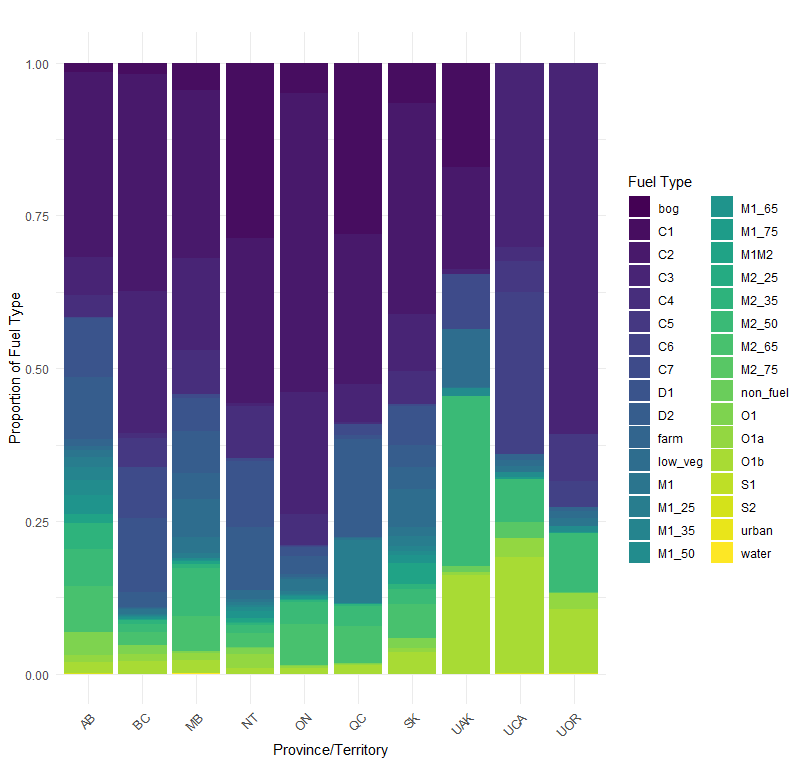 1.00
0.75
0.50
0.25
0.00
Proportion of Fuel Type
AB
BC
MB
NT
ON
QC
SK
UAK
UCA
UOR
Province/Territory
Fuel Type
bog
C1
C2
C3
C4
C5
C6
C7
D1
D2
farm
low_veg
M1
M1_25
M1_35
M1_50
M1_65
M1_75
M1M2
M2_25
M2_35
M2_50
M2_65
M2_75
non_fuel
O1
O1a
O1b
S1
S2
urban
water